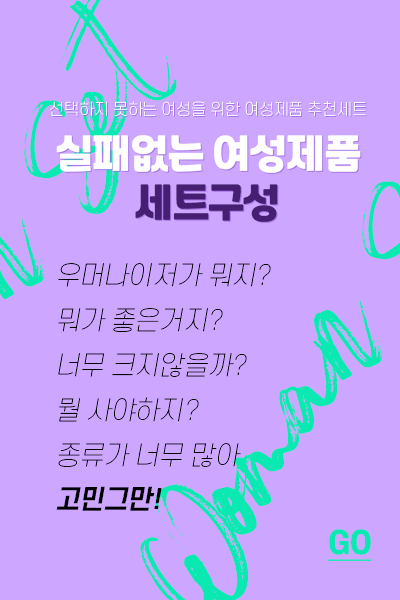 선택하지 못하는 여성을 위한 여성제품 추천세트
실패없는 여성제품
세트구성
우머나이저가 뭐지?
뭐가 좋은거지?
너무 크지않을까?
뭘 사야하지?
종류가 너무 많아
고민그만!
GO
Set
Woman